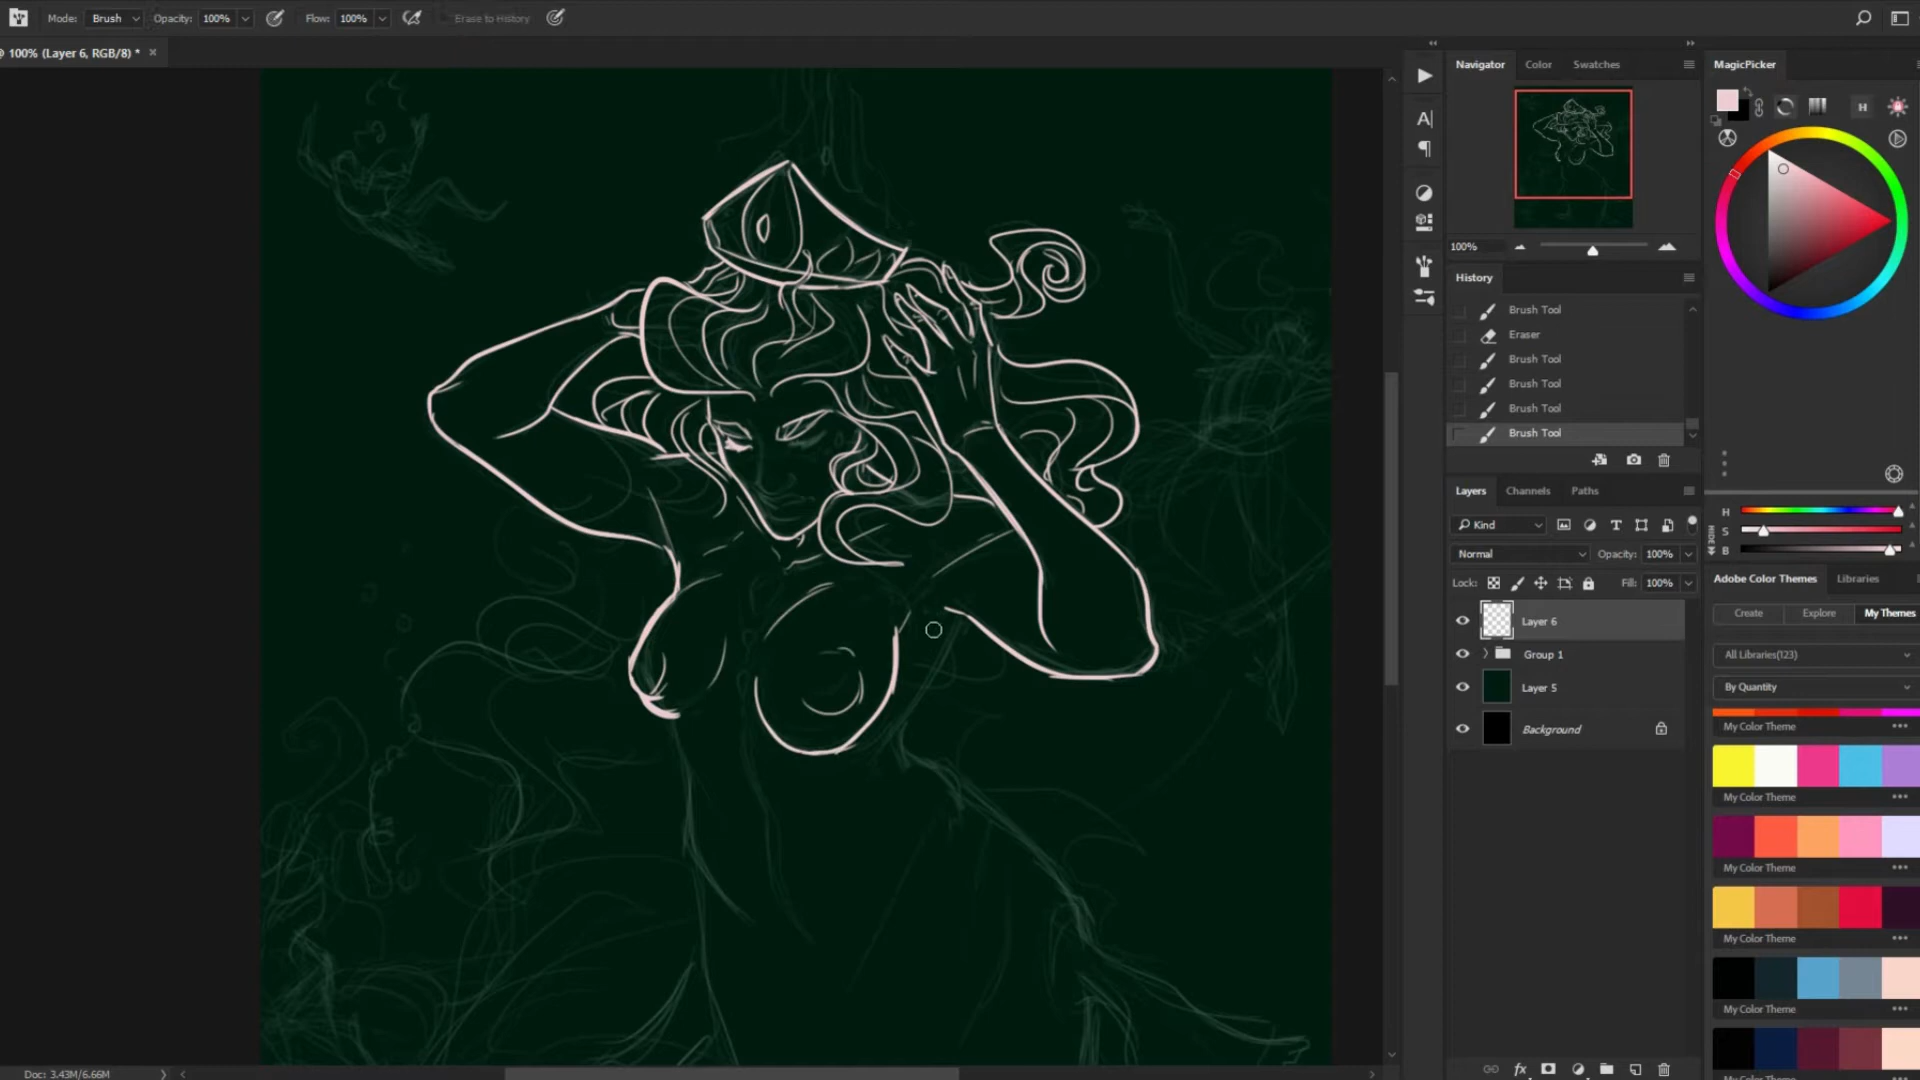 Mode: Brush Opacity: 100% Flow: 100% Erase to History
100% (Layer 6, RGB/8) *
Navigator Color Swatches
MagicPicker
H
100%
History
Brush Tool
Eraser
Brush Tool
Brush Tool
Brush Tool
Brush Tool
Layers Channels Paths
Kind
Normal Opacity: 100%
Lock: Fill: 100%
Layer 6
Group 1
Layer 5
Background
H
S
B
HIDE
Adobe Color Themes Libraries
Create Explore My Themes
All Libraries(123)
By Quantity
My Color Theme
My Color Theme
My Color Theme
My Color Theme
My Color Theme
fx
Doc: 3.43M/6.66M